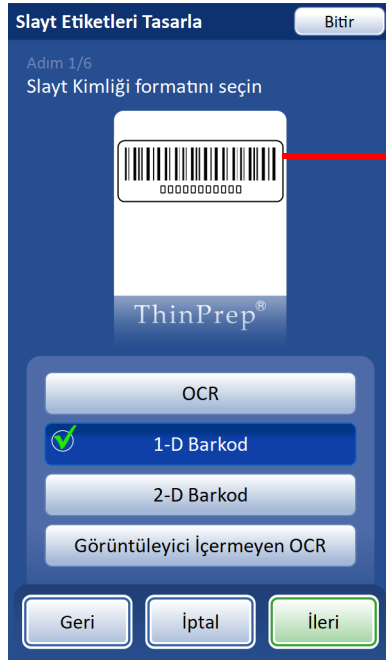 Slayt Etiketleri Tasarla
Bitir
Adım 1/6
Slayt Kimliği formatını seçin
00000000000
ThinPrep®
OCR
1-D Barkod
2-D Barkod
Görüntüleyici İçermeyen OCR
Geri
İptal
İleri